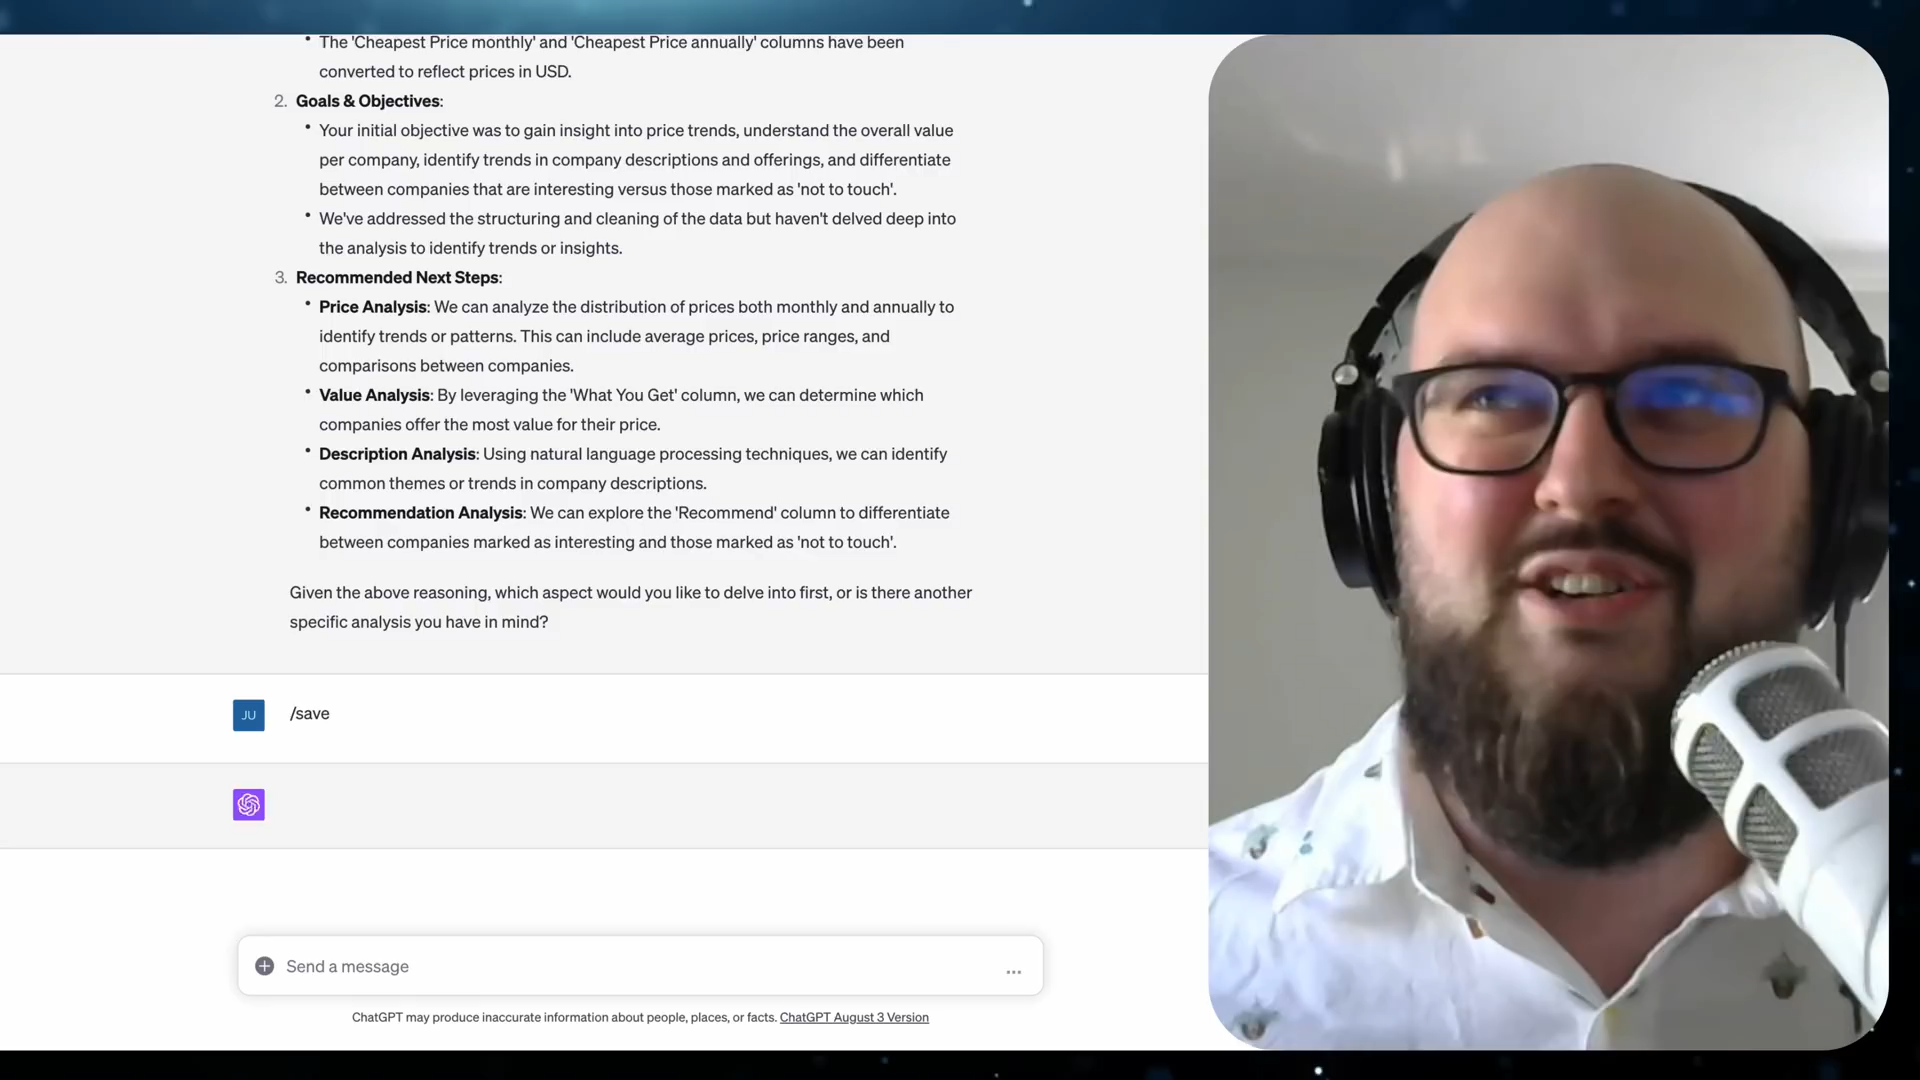 • The 'Cheapest Price monthly' and 'Cheapest Price annually' columns have been
converted to reflect prices in USD.
2. Goals & Objectives:
• Your initial objective was to gain insight into price trends, understand the overall value
per company, identify trends in company descriptions and offerings, and differentiate
between companies that are interesting versus those marked as 'not to touch'.
• We've addressed the structuring and cleaning of the data but haven't delved deep into
the analysis to identify trends or insights.
3. Recommended Next Steps:
• Price Analysis: We can analyze the distribution of prices both monthly and annually to
identify trends or patterns. This can include average prices, price ranges, and
comparisons between companies.
• Value Analysis: By leveraging the 'What You Get' column, we can determine which
companies offer the most value for their price.
• Description Analysis: Using natural language processing techniques, we can identify
common themes or trends in company descriptions.
• Recommendation Analysis: We can explore the 'Recommend' column to differentiate
between companies marked as interesting and those marked as 'not to touch'.
Given the above reasoning, which aspect would you like to delve into first, or is there another
specific analysis you have in mind?
JU /save
Send a message ...
ChatGPT may produce inaccurate information about people, places, or facts. ChatGPT August 3 Version